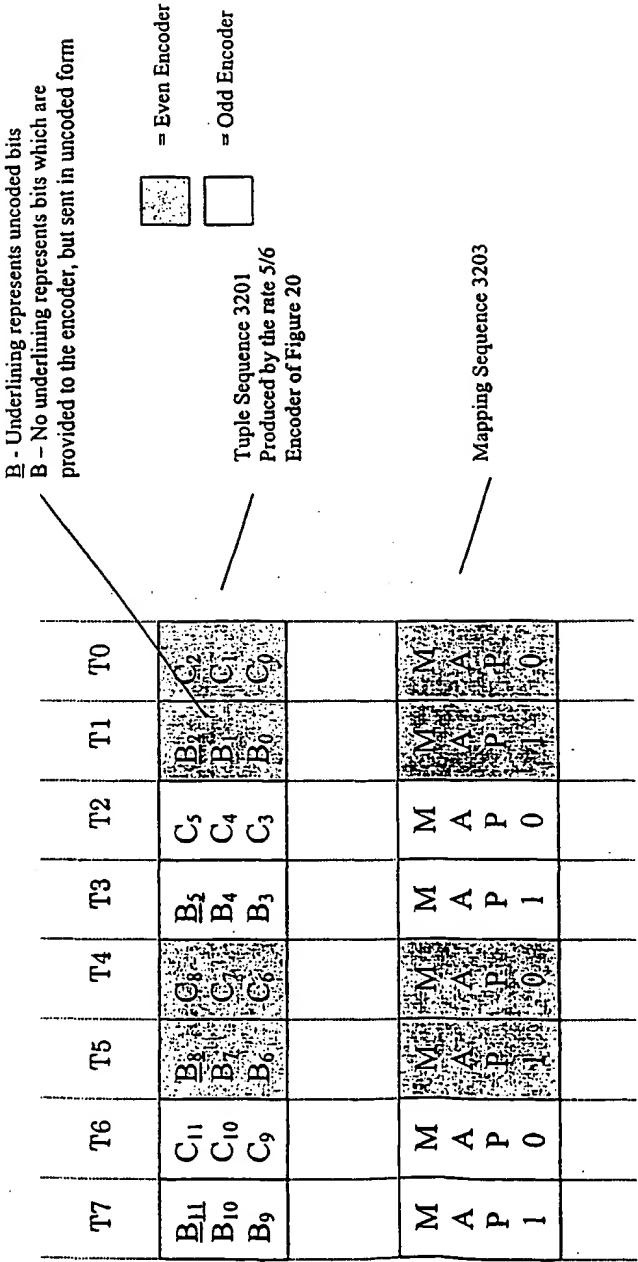 B - Underlining represents uncoded bits
B – No underlining represents bits which are
provided to the encoder, but sent in uncoded form
= Even Encoder
= Odd Encoder
T7 T6 T5 T4 T3 T2 T1 T0
B11 C11 B8 C8 B5 C5 B2 C2
B10 C10 B7 C7 B4 C4 B1 C1
B9 C9 B6 C6 B3 C3 B0 C0
Tuple Sequence 3201
Produced by the rate 5/6
Encoder of Figure 20
M M M M M M M M
A A A A A A A A
P P P P P P P P
1 0 1 0 1 0 1 0
Mapping Sequence 3203